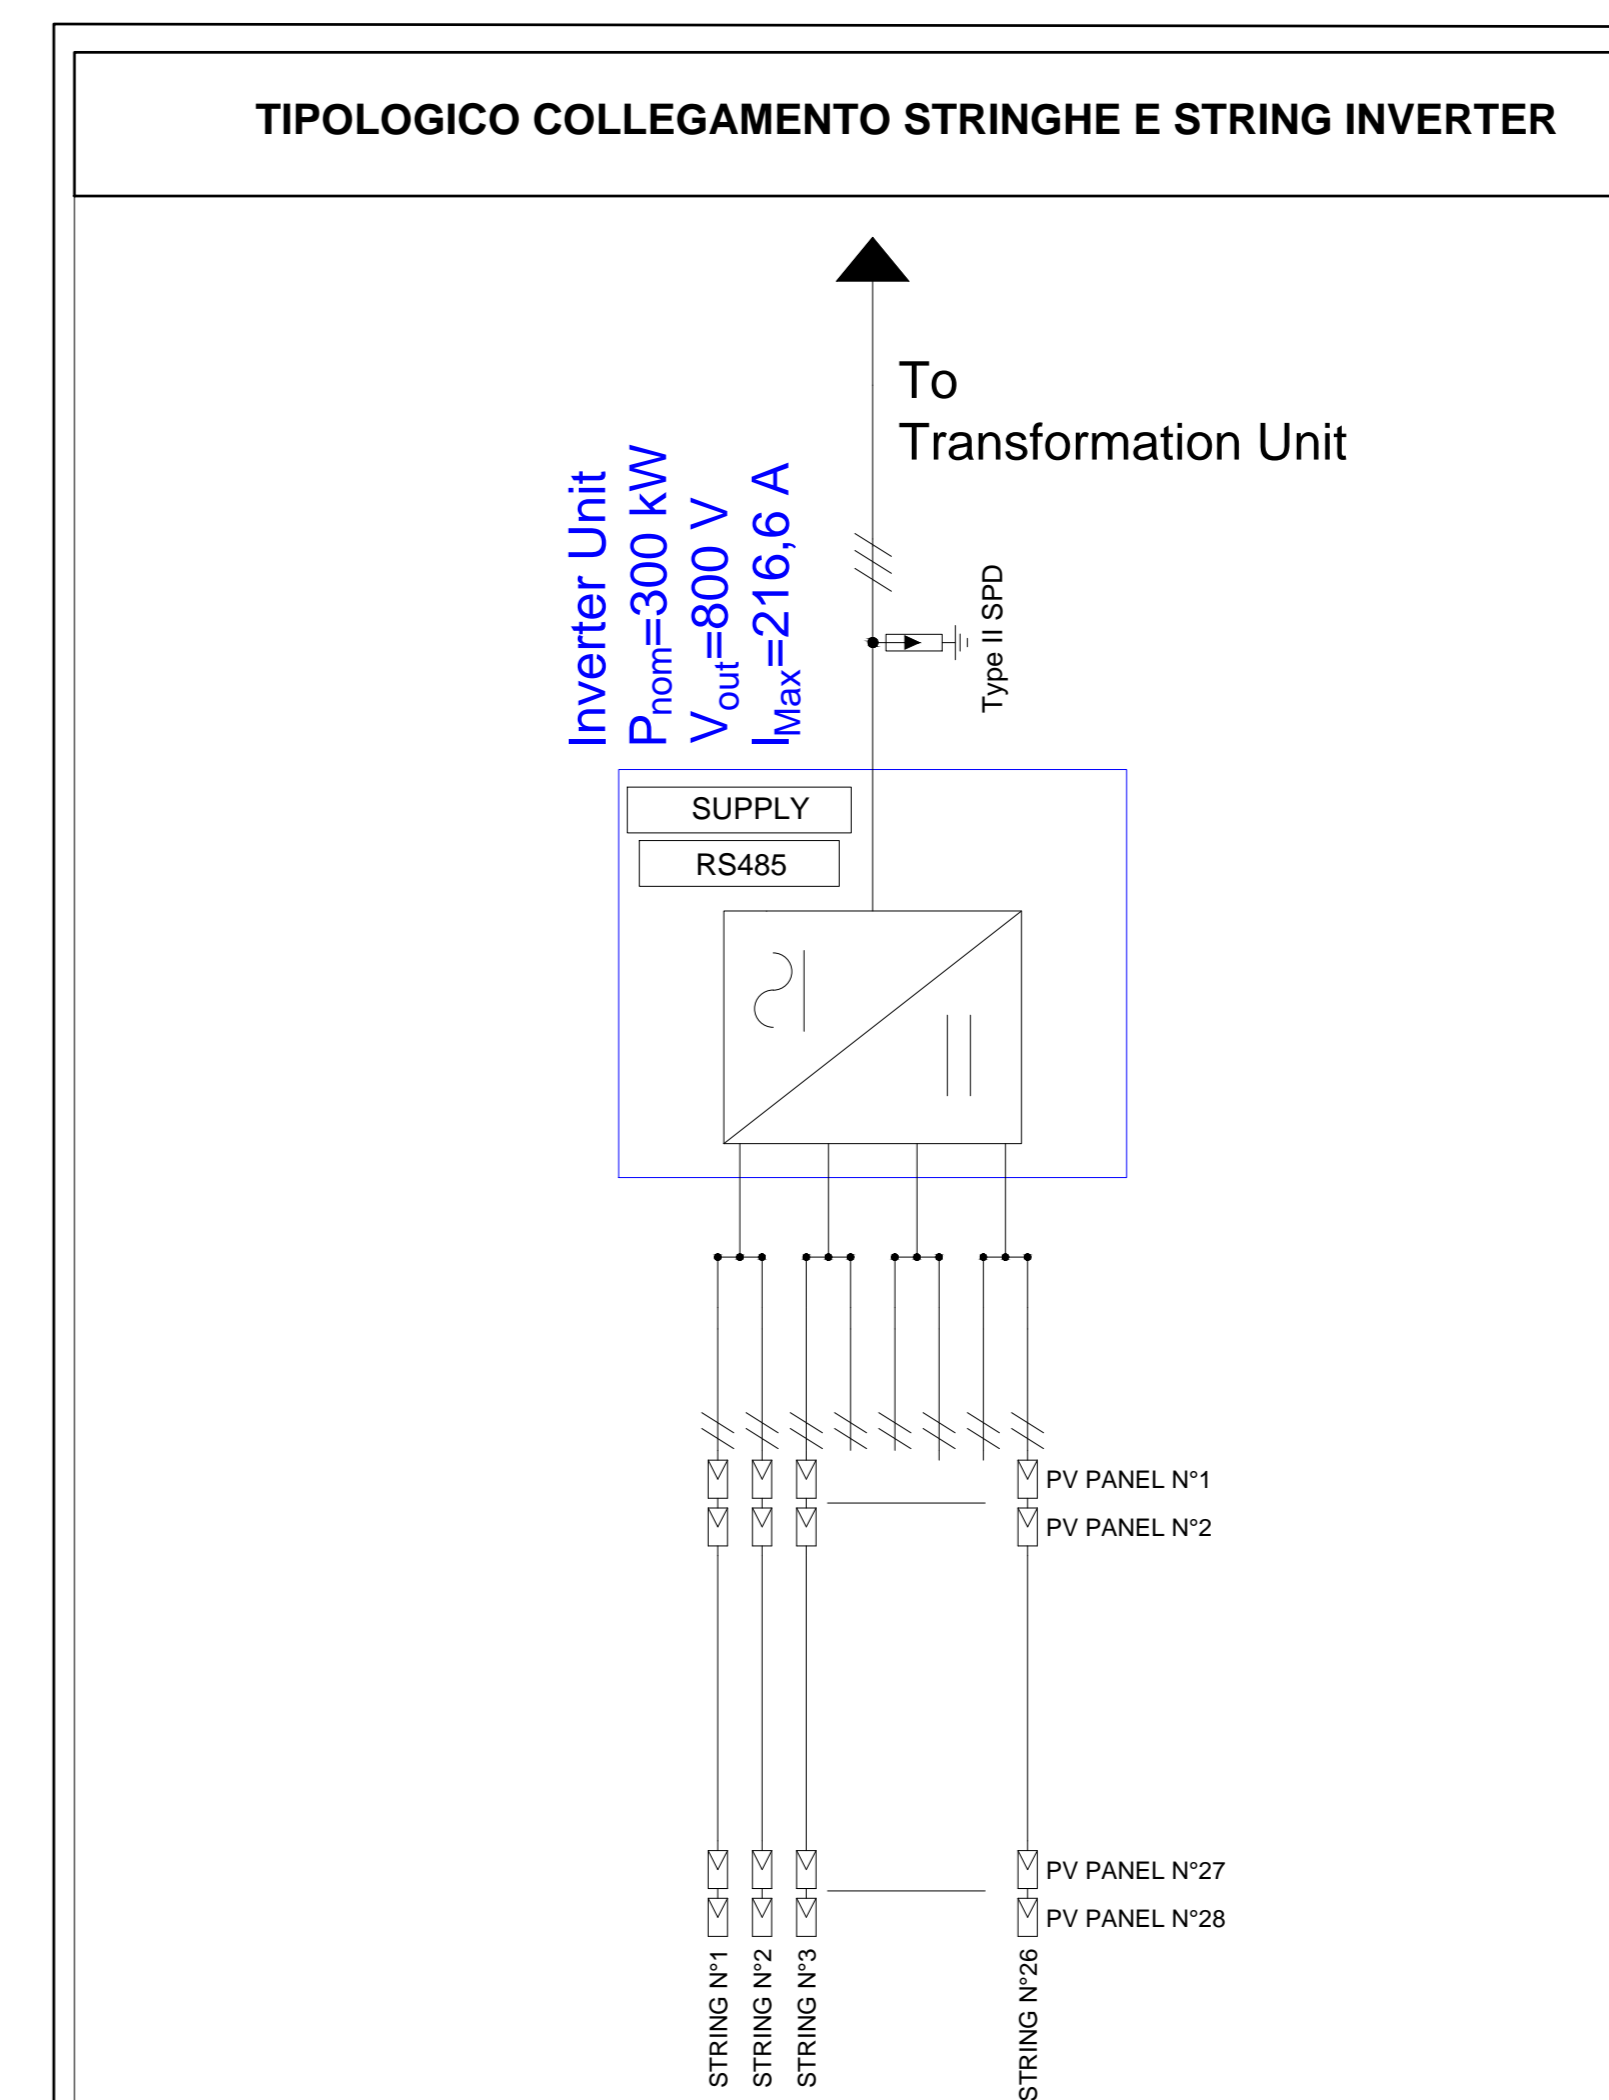 TIPOLOGICO COLLEGAMENTO STRINGHE E STRING INVERTER
To
Transformation Unit
Inverter Unit
Pnom=300 kW
Vout=800 V
IMax=216,6 A
Type II SPD
SUPPLY
RS485
PV PANEL N°1
PV PANEL N°2
PV PANEL N°27
PV PANEL N°28
STRING N°1
STRING N°2
STRING N°3
STRING N°26